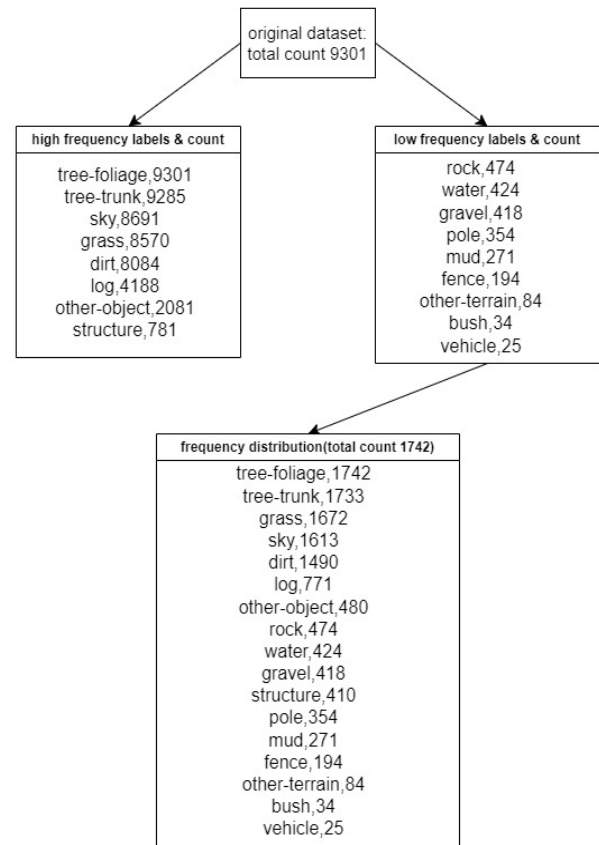 original dataset:
total count 9301
high frequency labels & count
tree-foliage,9301
tree-trunk,9285
sky,8691
grass,8570
dirt,8084
log,4188
other-object,2081
structure,781
low frequency labels & count
rock,474
water,424
gravel,418
pole,354
mud,271
fence,194
other-terrain,84
bush,34
vehicle,25
frequency distribution(total count 1742)
tree-foliage,1742
tree-trunk,1733
grass,1672
sky,1613
dirt,1490
log,771
other-object,480
rock,474
water,424
gravel,418
structure,410
pole,354
mud,271
fence,194
other-terrain,84
bush,34
vehicle,25